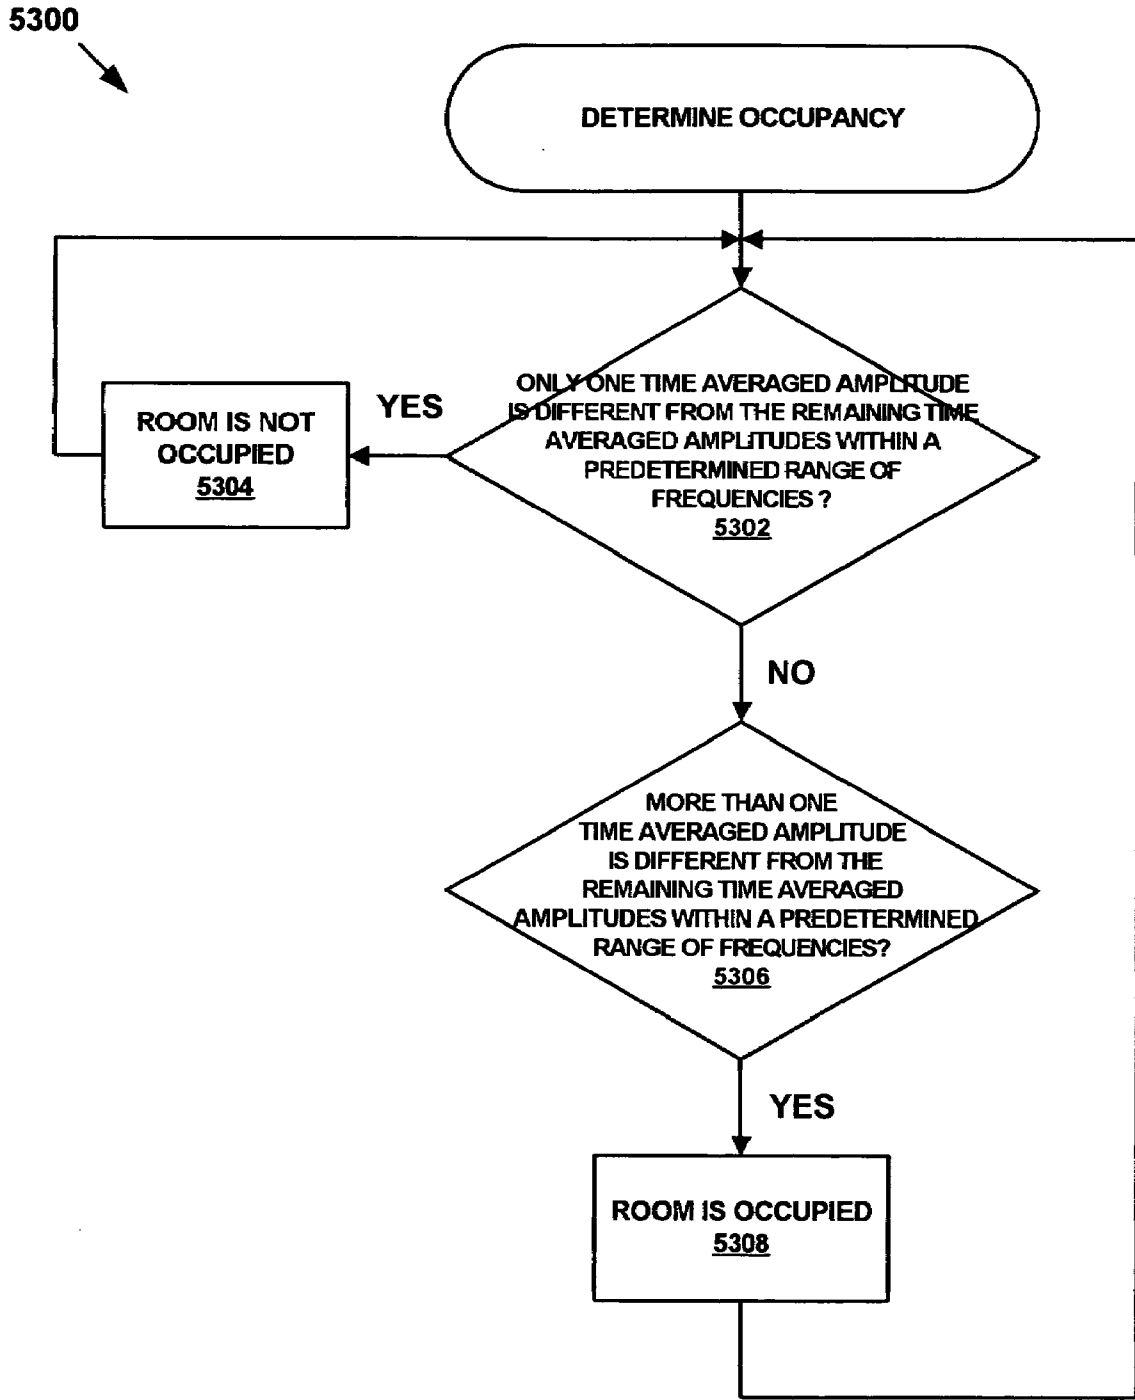 5300
DETERMINE OCCUPANCY
ONLY ONE TIME AVERAGED AMPLITUDE
IS DIFFERENT FROM THE REMAINING TIME
AVERAGED AMPLITUDES WITHIN A
PREDETERMINED RANGE OF
FREQUENCIES ?
5302
YES
ROOM IS NOT
OCCUPIED
5304
NO
MORE THAN ONE
TIME AVERAGED AMPLITUDE
IS DIFFERENT FROM THE
REMAINING TIME AVERAGED
AMPLITUDES WITHIN A PREDETERMINED
RANGE OF FREQUENCIES?
5306
YES
ROOM IS OCCUPIED
5308